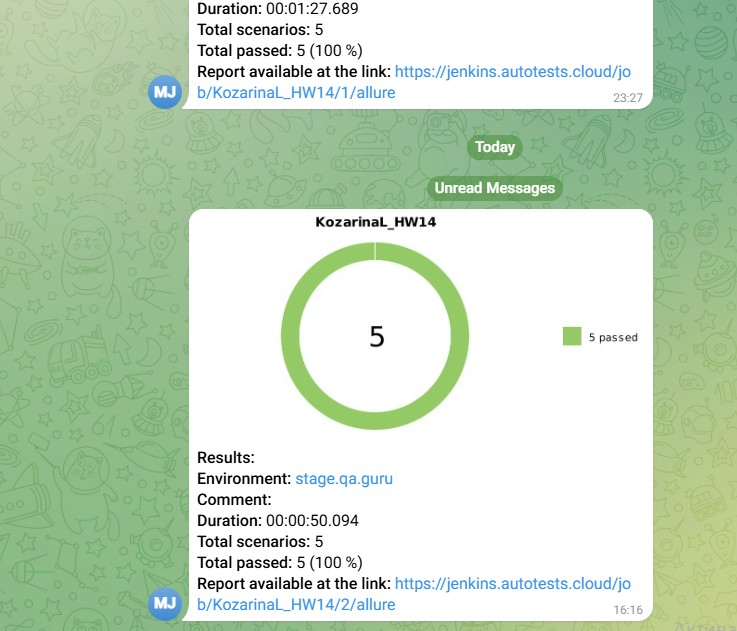 Duration: 00:01:27.689
Total scenarios: 5
Total passed: 5 (100 %)
Report available at the link: https://jenkins.autotests.cloud/jo
b/KozarinaL_HW14/1/allure
MJ
23:27
Today
Unread Messages
KozarinaL_HW14
5
5 passed
Results:
Environment: stage.qa.guru
Comment:
Duration: 00:00:50.094
Total scenarios: 5
Total passed: 5 (100 %)
Report available at the link: https://jenkins.autotests.cloud/jo
b/KozarinaL_HW14/2/allure
MJ
16:16